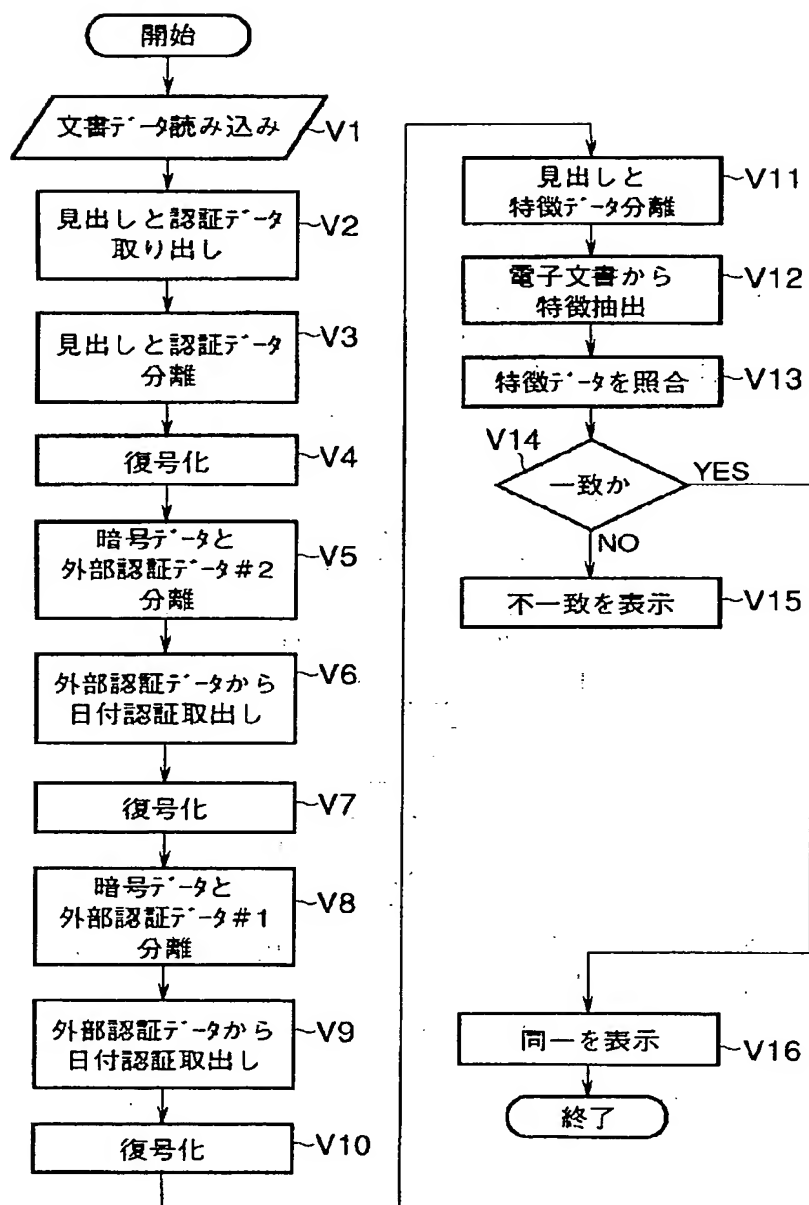 開始
文書データ読み込み
V1
見出しと認証データ
取り出し
V2
見出しと認証データ
分離
V3
復号化
V4
暗号データと
外部認証データ#2
分離
V5
外部認証データから
日付認証取出し
V6
復号化
V7
暗号データと
外部認証データ#1
分離
V8
外部認証データから
日付認証取出し
V9
復号化
V10
見出しと
特徴データ分離
V11
電子文書から
特徴抽出
V12
特徴データを照合
V13
V14
一致か
YES
NO
不一致を表示
V15
同一を表示
V16
終了